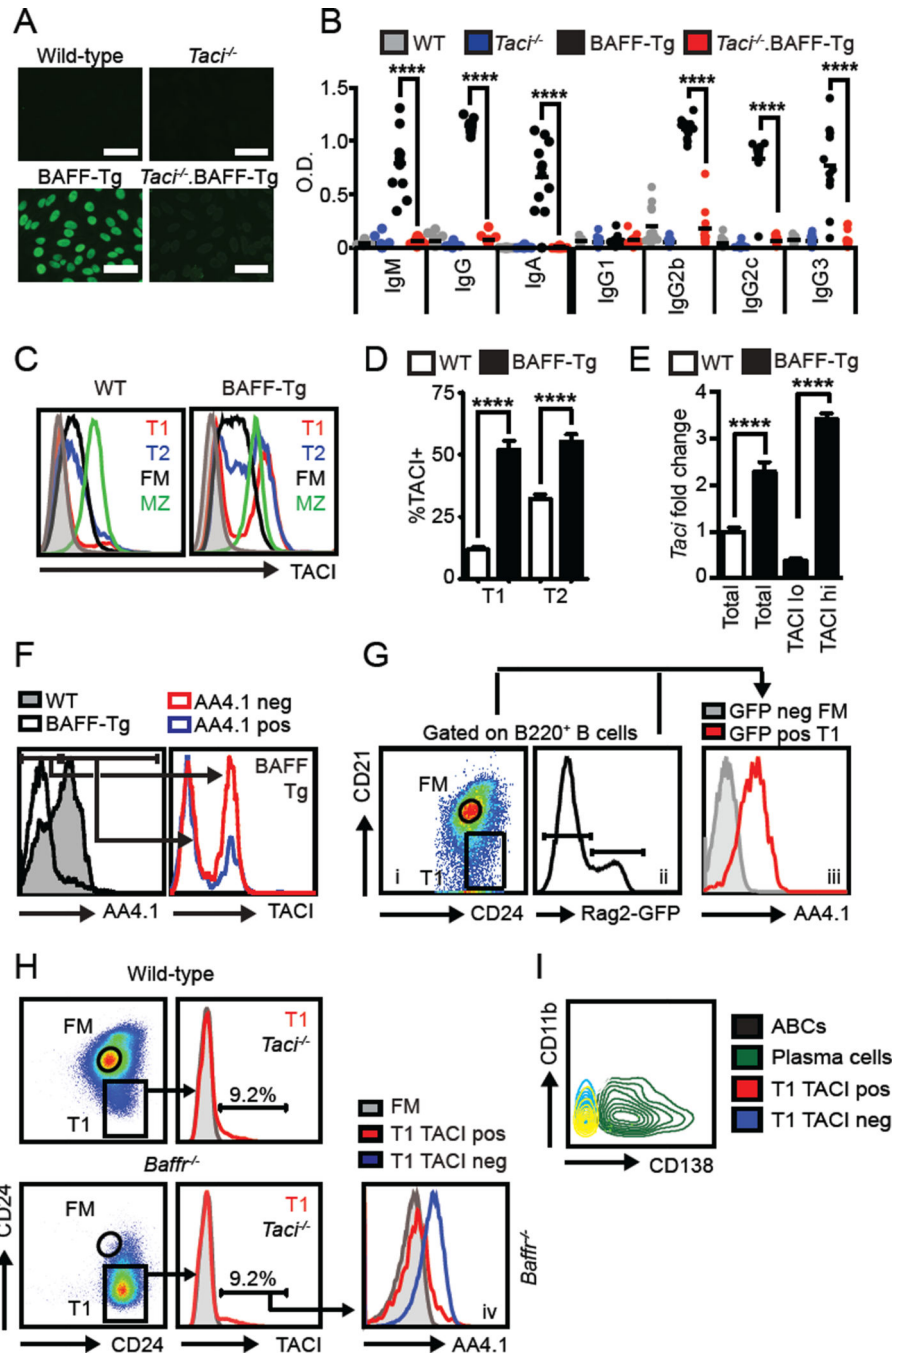 A
Wild-type
Taci-/-
BAFF-Tg
Taci-/-.BAFF-Tg
B
WT
Taci-/-
BAFF-Tg
Taci-/-.BAFF-Tg
****
****
****
****
****
****
1.5
1.0
0.5
0
O.D.
IgM
IgG
IgA
IgG1
IgG2b
IgG2c
IgG3
C
WT
BAFF-Tg
T1
T2
FM
MZ
T1
T2
FM
MZ
TACI
D
WT
BAFF-Tg
75
50
25
0
%TACI+
****
****
T1
T2
E
WT
BAFF-Tg
4
3
2
1
0
Taci fold change
****
****
Total
Total
TACI lo
TACI hi
F
WT
BAFF-Tg
AA4.1 neg
AA4.1 pos
BAFF
Tg
AA4.1
TACI
G
Gated on B220+ B cells
GFP neg FM
GFP pos T1
CD21
FM
T1
i
ii
iii
CD24
Rag2-GFP
AA4.1
H
Wild-type
FM
T1
T1
Taci-/-
9.2%
Baffr-/-
FM
T1 TACI pos
T1 TACI neg
CD24
FM
T1
T1
Taci-/-
9.2%
iv
Baffr-/-
CD24
TACI
AA4.1
I
CD11b
CD138
ABCs
Plasma cells
T1 TACI pos
T1 TACI neg